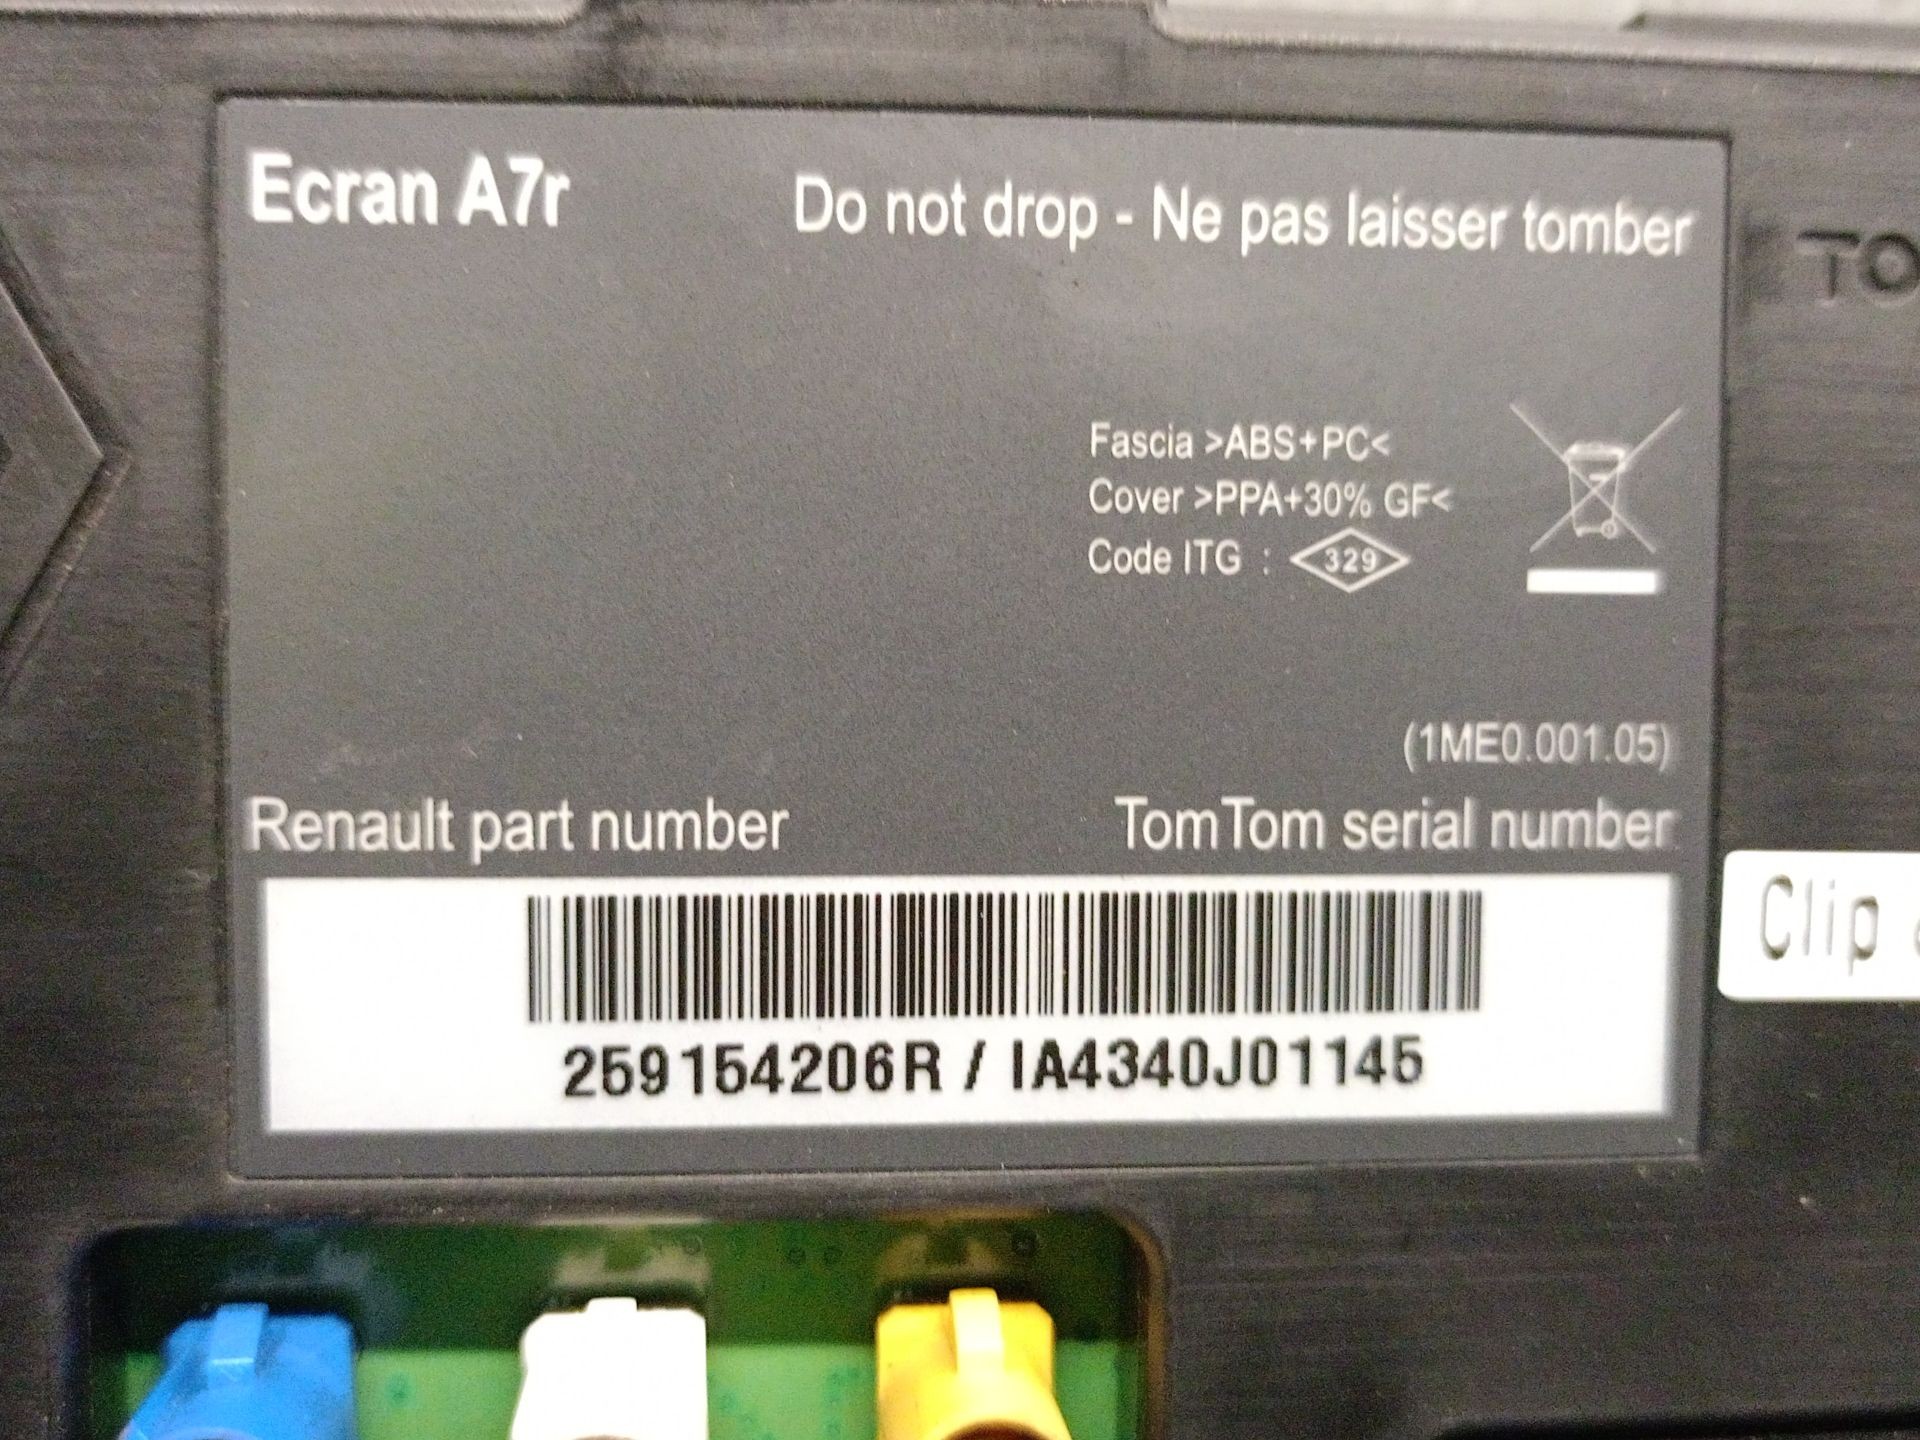 Ecran A7r
Do not drop - Ne pas laisser tomber
TO
Fascia >ABS+PC<
Cover >PPA+30% GF<
Code ITG : 329
(1ME0.001.05)
Renault part number
TomTom serial number
Clip
259154206R / IA4340J01145